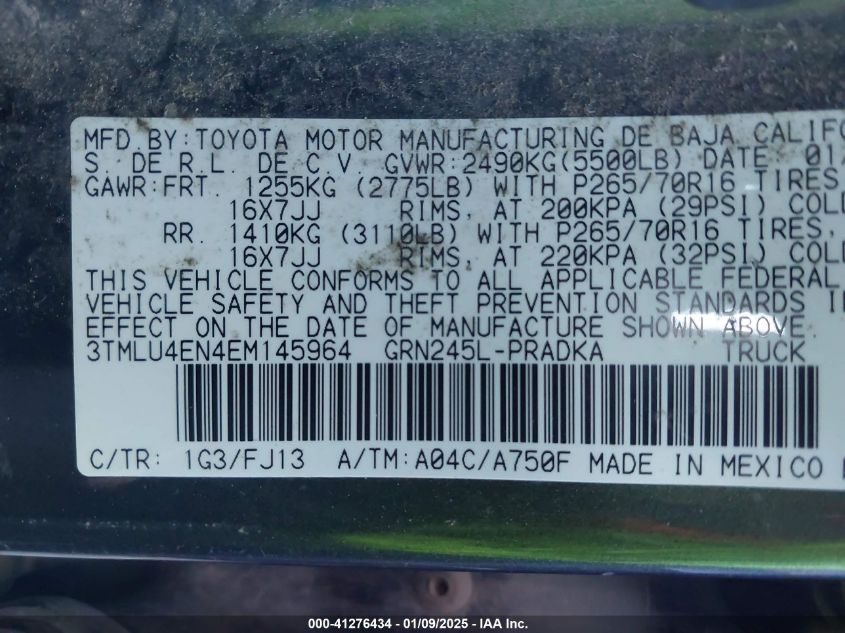 MFD.BY:TOYOTA MOTOR MANUFACTURING DE BAJA CALIFO
S. DE R.L. DE C.V. GVWR:2490KG(5500LB) DATE: 01
GAWR:FRT. 1255KG (2775LB) WITH P265/70R16 TIRES,
16X7JJ RIMS, AT 200KPA (29PSI) COLD
RR. 1410KG (3110LB) WITH P265/70R16 TIRES,
16X7JJ RIMS, AT 220KPA (32PSI) COLD
THIS VEHICLE CONFORMS TO ALL APPLICABLE FEDERAL
VEHICLE SAFETY AND THEFT PREVENTION STANDARDS I
EFFECT ON THE DATE OF MANUFACTURE SHOWN ABOVE.
3TMLU4EN4EM145964 GRN245L-PRADKA TRUCK
C/TR: 1G3/FJ13 A/TM:A04C/A750F MADE IN MEXICO
000-41276434 - 01/09/2025 - IAA Inc.